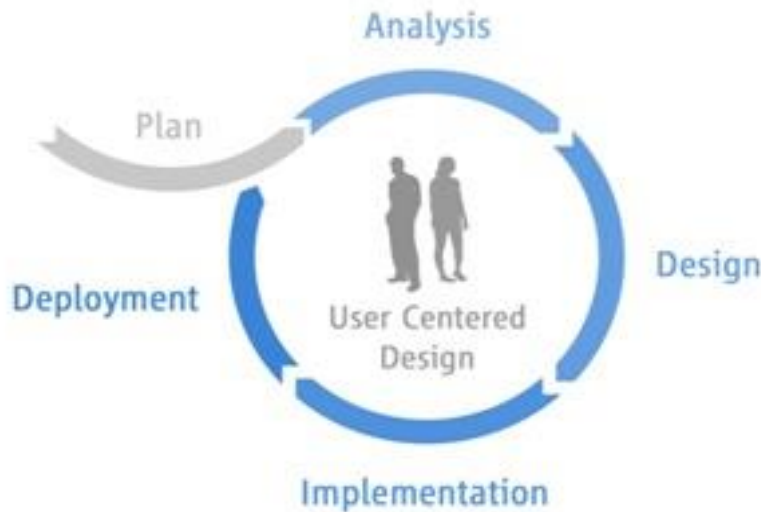 Analysis
Plan
Design
Deployment
User Centered
Design
Implementation